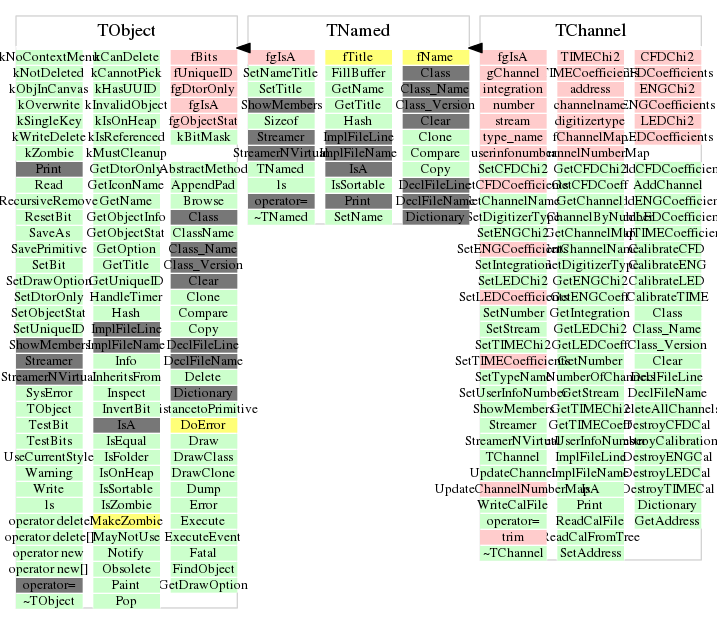 TObject
kNoContextMenu kCanDelete fBits
kNotDeleted kCannotPick fUniqueID
kObjInCanvas kHasUUID fgDtorOnly
kOverwrite kInvalidObject fgIsA
kSingleKey kIsOnHeap fgObjectStat
kWriteDelete kIsReferenced kBitMask
kZombie kMustCleanup
Print GetDtorOnly AbstractMethod
Read GetIconName AppendPad
RecursiveRemove GetName Browse
ResetBit GetObjectInfo Class
SaveAs GetObjectStat ClassName
SavePrimitive GetOption Class_Name
SetBit GetTitle Class_Version
SetDrawOption GetUniqueID Clear
SetDtorOnly HandleTimer Clone
SetObjectStat Hash Compare
SetUniqueID ImplFileLine Copy
ShowMembers ImplFileName DeclFileLine
Streamer Info DeclFileName
StreamerNVirtual InheritsFrom Delete
SysError Inspect Dictionary
TObject InvertBit DistancetoPrimitive
TestBit IsA DoError
TestBits IsEqual Draw
UseCurrentStyle IsFolder DrawClass
Warning IsOnHeap DrawClone
Write IsSortable Dump
ls IsZombie Error
operator delete MakeZombie Execute
operator delete[] MayNotUse ExecuteEvent
operator new Notify Fatal
operator new[] Obsolete FindObject
operator= Paint GetDrawOption
~TObject Pop
TNamed
fgIsA fTitle fName
SetNameTitle FillBuffer Class
SetTitle GetName Class_Name
ShowMembers GetTitle Class_Version
Sizeof Hash Clear
Streamer ImplFileLine Clone
StreamerNVirtual ImplFileName Compare
TNamed IsA Copy
ls IsSortable DeclFileLine
operator= Print DeclFileName
~TNamed SetName Dictionary
TChannel
fgIsA TIMEChi2 CFDChi2
gChannel TIMECoefficients CFDCoefficients
integration address ENGChi2
number channelname ENGCoefficients
stream digitizertype LEDChi2
type_name fChannelMap LEDCoefficients
userinfonumber fChannelNumberMap
SetCFDChi2 GetCFDChi2 AddCFDCoefficient
SetCFDCoefficients GetCFDCoeff AddChannel
SetChannelName GetChannel AddENGCoefficient
SetDigitizerType GetChannelByNumber AddLEDCoefficient
SetENGChi2 GetChannelMap AddTIMECoefficient
SetENGCoefficients GetChannelName CalibrateCFD
SetIntegration GetDigitizerType CalibrateENG
SetLEDChi2 GetENGChi2 CalibrateLED
SetLEDCoefficients GetENGCoeff CalibrateTIME
SetNumber GetIntegration Class
SetStream GetLEDChi2 Class_Name
SetTIMEChi2 GetLEDCoeff Class_Version
SetTIMECoefficients GetNumber Clear
SetTypeName GetNumberOfChannels DeclFileLine
SetUserInfoNumber GetStream DeclFileName
ShowMembers GetTIMEChi2 DeleteAllChannels
Streamer GetTIMECoeff DestroyCFDCal
StreamerNVirtual GetUserInfoNumber DestroyCalibrations
TChannel ImplFileLine DestroyENGCal
UpdateChannel ImplFileName DestroyLEDCal
UpdateChannelNumberMap IsA DestroyTIMECal
WriteCalFile Print Dictionary
operator= ReadCalFile GetAddress
trim ReadCalFromTree
~TChannel SetAddress